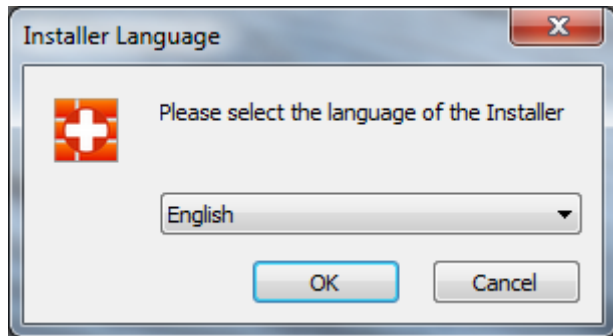 Installer Language
Please select the language of the Installer
English
OK
Cancel